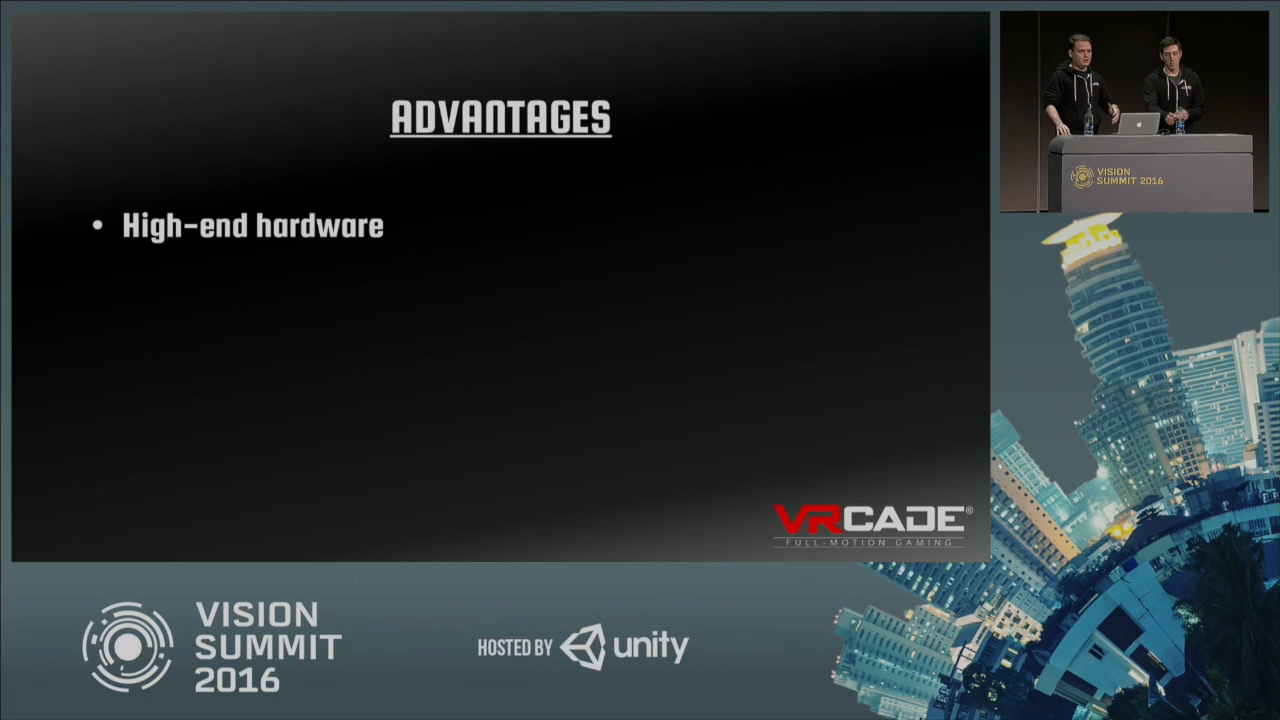 ADVANTAGES
• High-end hardware
VRCADE®
FULL-MOTION GAMING
VISION
SUMMIT 2016
VISION
SUMMIT
2016
HOSTED BY unity